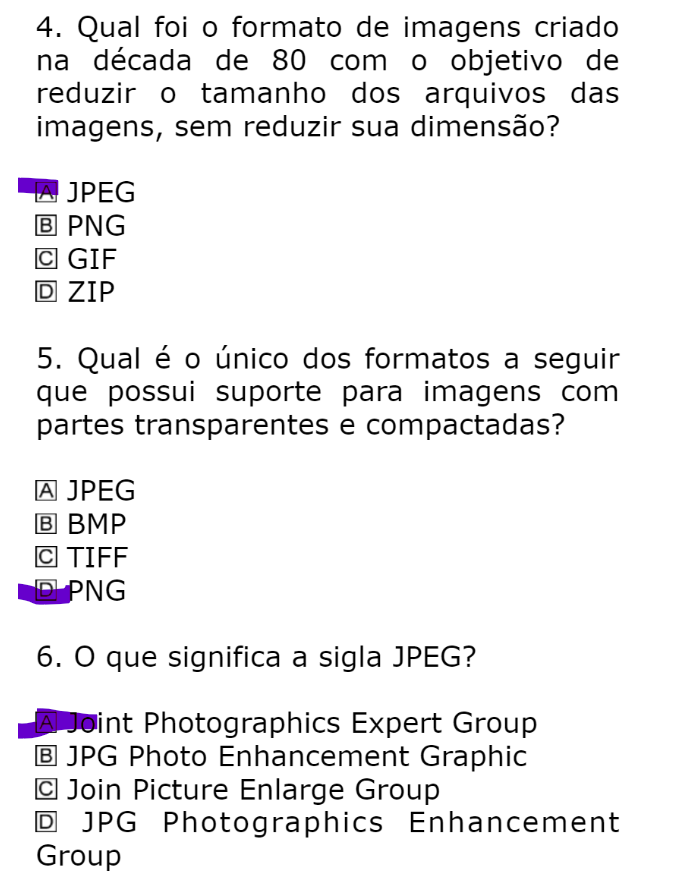 4. Qual foi o formato de imagens criado
na década de 80 com o objetivo de
reduzir o tamanho dos arquivos das
imagens, sem reduzir sua dimensão?
A JPEG
B PNG
C GIF
D ZIP
5. Qual é o único dos formatos a seguir
que possui suporte para imagens com
partes transparentes e compactadas?
A JPEG
B BMP
C TIFF
D PNG
6. O que significa a sigla JPEG?
A Joint Photographics Expert Group
B JPG Photo Enhancement Graphic
C Join Picture Enlarge Group
D JPG Photographics Enhancement
Group